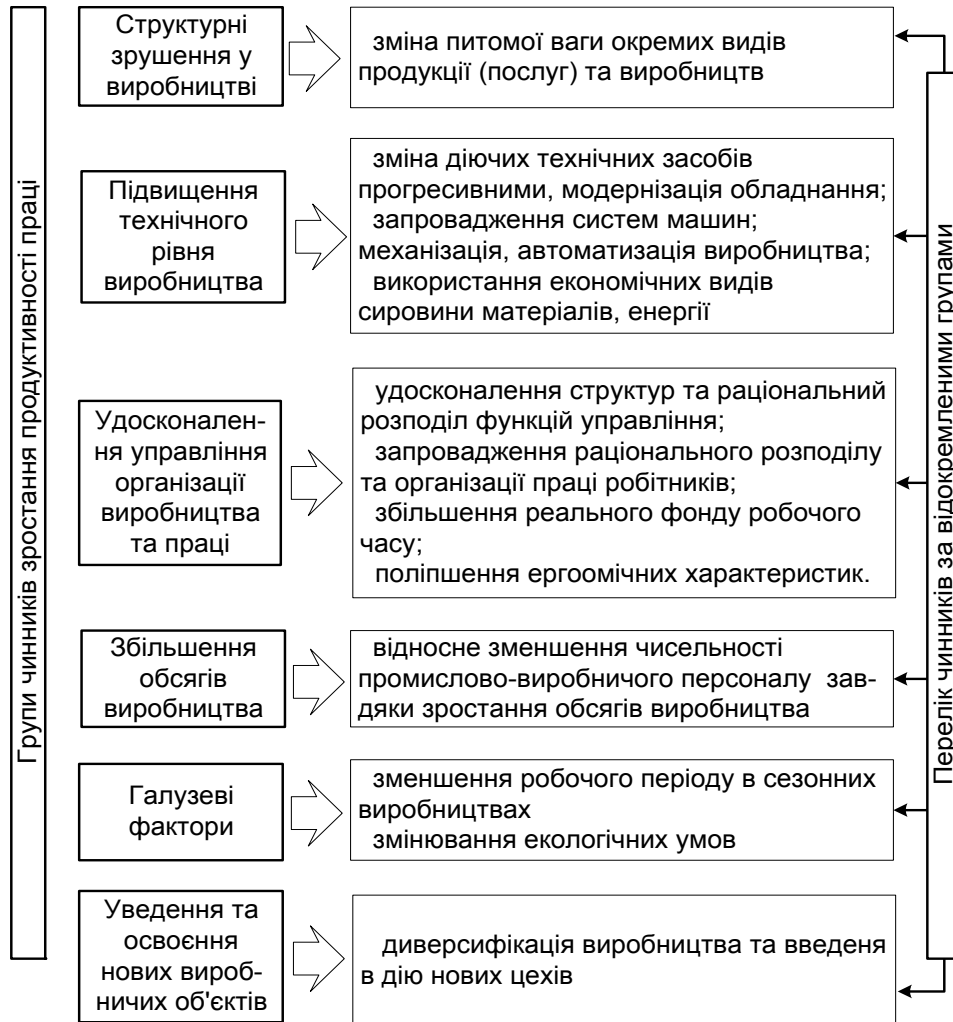 Групи чинників зростання продуктивності праці
Структурні
зрушення у
виробництві
зміна питомої ваги окремих видів
продукції (послуг) та виробництв
Підвищення
технічного
рівня
виробництва
зміна діючих технічних засобів
прогресивними, модернізація обладнання;
запровадження систем машин;
механізація, автоматизація виробництва;
використання економічних видів
сировини матеріалів, енергії
Удосконален-
ня управління
організації
виробництва
та праці
удосконалення структур та раціональний
розподіл функцій управління;
запровадження раціонального розподілу
та організації праці робітників;
збільшення реального фонду робочого
часу;
поліпшення ергоомічних характеристик.
Збільшення
обсягів
виробництва
відносне зменшення чисельності
промислово-виробничого персоналу зав-
дяки зростання обсягів виробництва
Галузеві
фактори
зменшення робочого періоду в сезонних
виробництвах
змінювання екологічних умов
Уведення та
освоєння
нових вироб-
ничих об'єктів
диверсифікація виробництва та введеня
в дію нових цехів
Перелік чинників за відокремленими групами